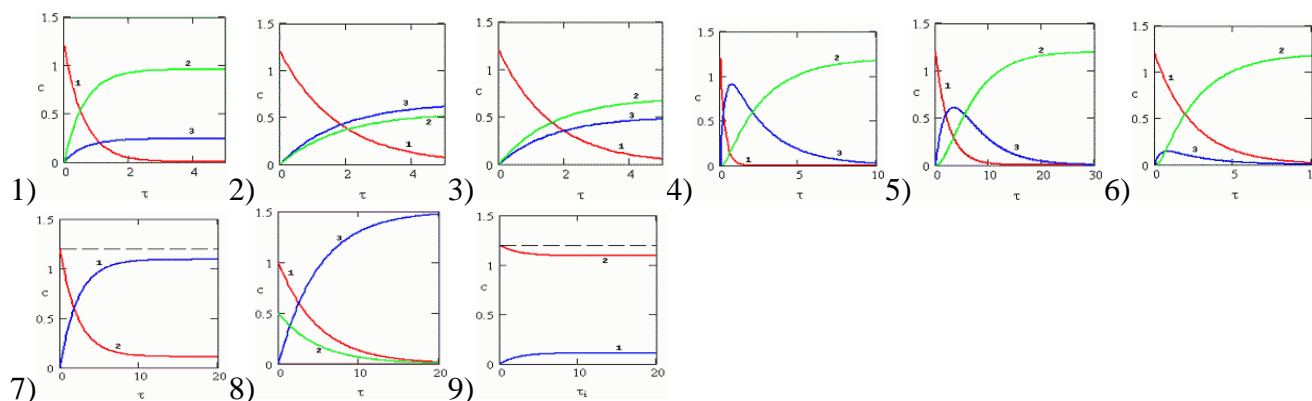 1) 1.5 1 0.5 0 c 0 2 4 τ 1 2 3
2) 1.5 1 0.5 0 c 0 2 4 τ 3 2 1
3) 1.5 1 0.5 0 c 0 2 4 τ 2 3 1
4) 1.5 1 0.5 0 c 0 5 10 τ 2 3 1
5) 1.5 1 0.5 0 c 0 10 20 30 τ 1 2 3
6) 1.5 1 0.5 0 c 0 5 1 τ 2 1 3
7) 1.5 1 0.5 0 c 0 10 20 τ 1 2
8) 1.5 1 0.5 0 c 0 10 20 τ 3 1 2
9) 1.5 1 0.5 0 c 0 10 20 τi 2 1